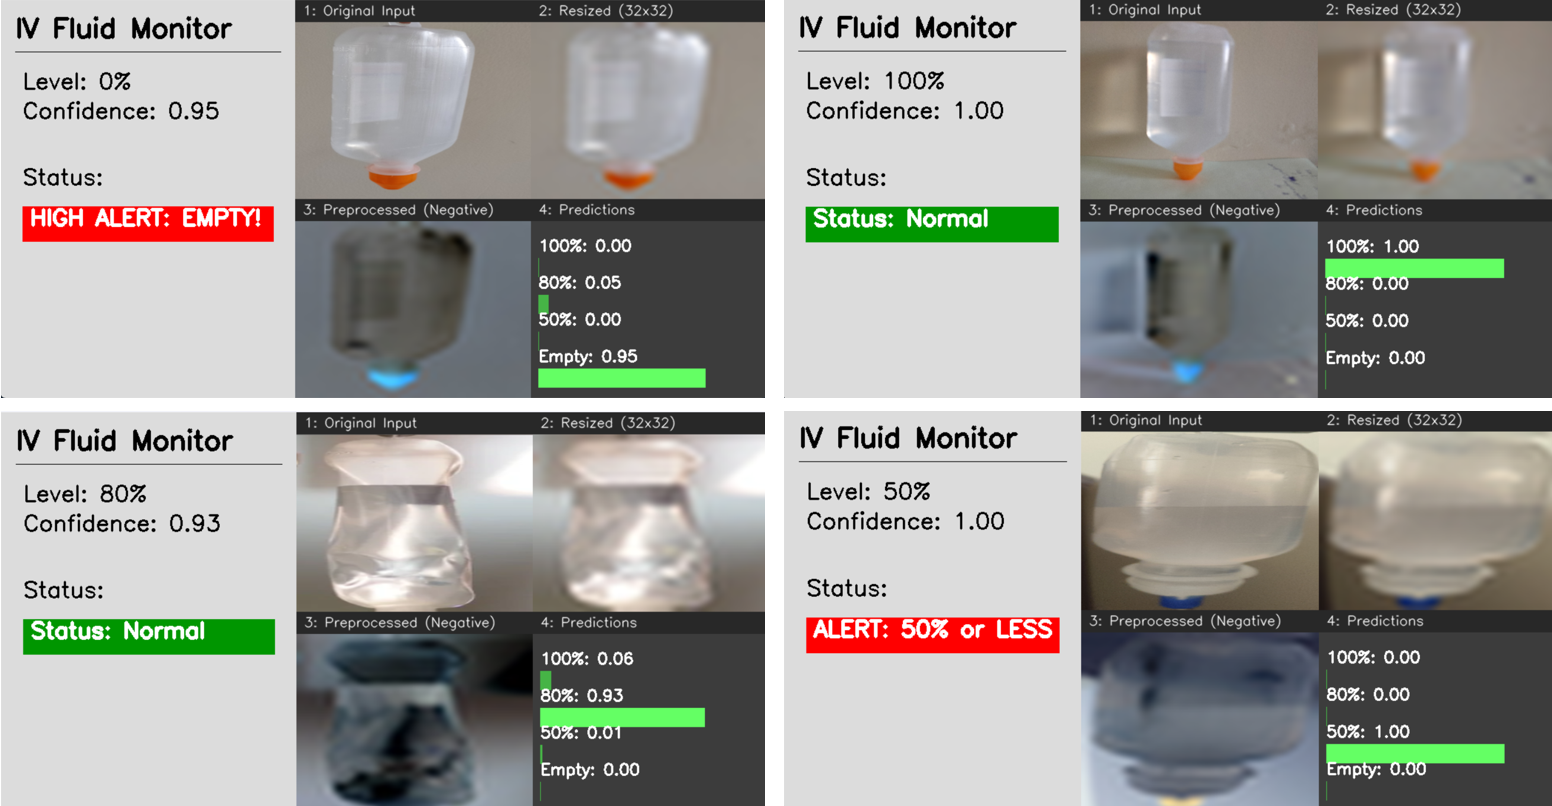 IV Fluid Monitor
Level: 0%
Confidence: 0.95
Status:
HIGH ALERT: EMPTY!
1: Original Input
2: Resized (32x32)
3: Preprocessed (Negative)
4: Predictions
100%: 0.00
80%: 0.05
50%: 0.00
Empty: 0.95
IV Fluid Monitor
Level: 100%
Confidence: 1.00
Status:
Status: Normal
1: Original Input
2: Resized (32x32)
3: Preprocessed (Negative)
4: Predictions
100%: 1.00
80%: 0.00
50%: 0.00
Empty: 0.00
IV Fluid Monitor
Level: 80%
Confidence: 0.93
Status:
Status: Normal
1: Original Input
2: Resized (32x32)
3: Preprocessed (Negative)
4: Predictions
100%: 0.06
80%: 0.93
50%: 0.01
Empty: 0.00
IV Fluid Monitor
Level: 50%
Confidence: 1.00
Status:
ALERT: 50% or LESS
1: Original Input
2: Resized (32x32)
3: Preprocessed (Negative)
4: Predictions
100%: 0.00
80%: 0.00
50%: 1.00
Empty: 0.00